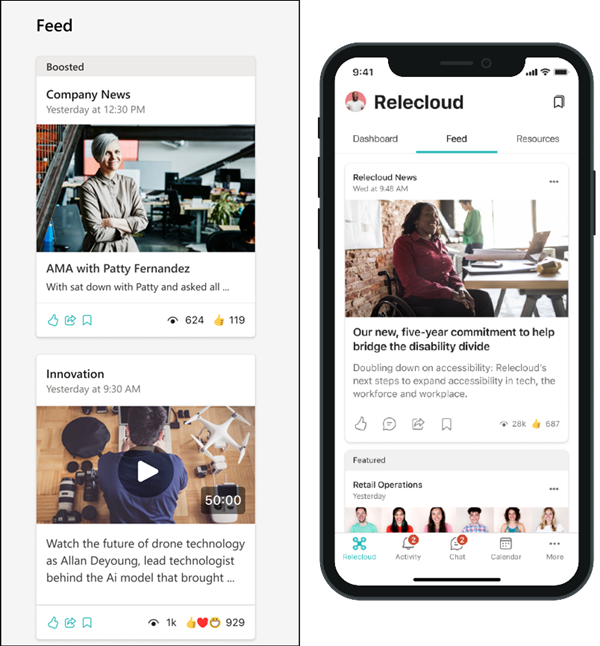 Feed
Boosted
Company News
Yesterday at 12:30 PM
AMA with Patty Fernandez
With sat down with Patty and asked all ...
624 119
Innovation
Yesterday at 9:30 AM
50:00
Watch the future of drone technology
as Allan Deyoung, lead technologist
behind the Ai model that brought ...
1k 929
9:41
Relecloud
Dashboard Feed Resources
Relecloud News
Wed at 9:48 AM
Our new, five-year commitment to help
bridge the disability divide
Doubling down on accessibility: Relecloud's
next steps to expand accessibility in tech, the
workforce and workplace.
28k 687
Featured
Retail Operations
Yesterday
2 2
Relecloud Activity Chat Calendar More